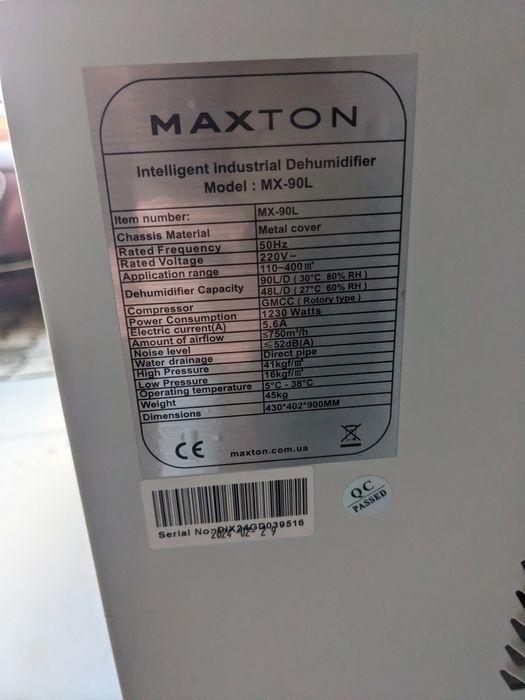 MAXTON
Intelligent Industrial Dehumidifier
Model : MX-90L
Item number: MX-90L
Chassis Material Metal cover
Rated Frequency 50Hz
Rated Voltage 220V~
Application range 110~400㎡
Dehumidifier Capacity 90L/D ( 30°C 80% RH )
48L/D ( 27°C 60% RH )
Compressor GMCC ( Rotory type )
Power Consumption 1230 Watts
Electric current(A) 5.6A
Amount of airflow ≤750m³/h
Noise level ≤52dB(A)
Water drainage Direct pipe
High Pressure 41kgf/㎡
Low Pressure 16kgf/㎡
Operating temperature 5°C - 38°C
Weight 45kg
Dimensions 430*402*900MM
CE maxton.com.ua
QC
PASSED
Serial No: DJX24GD039516
2024 02- 2 9